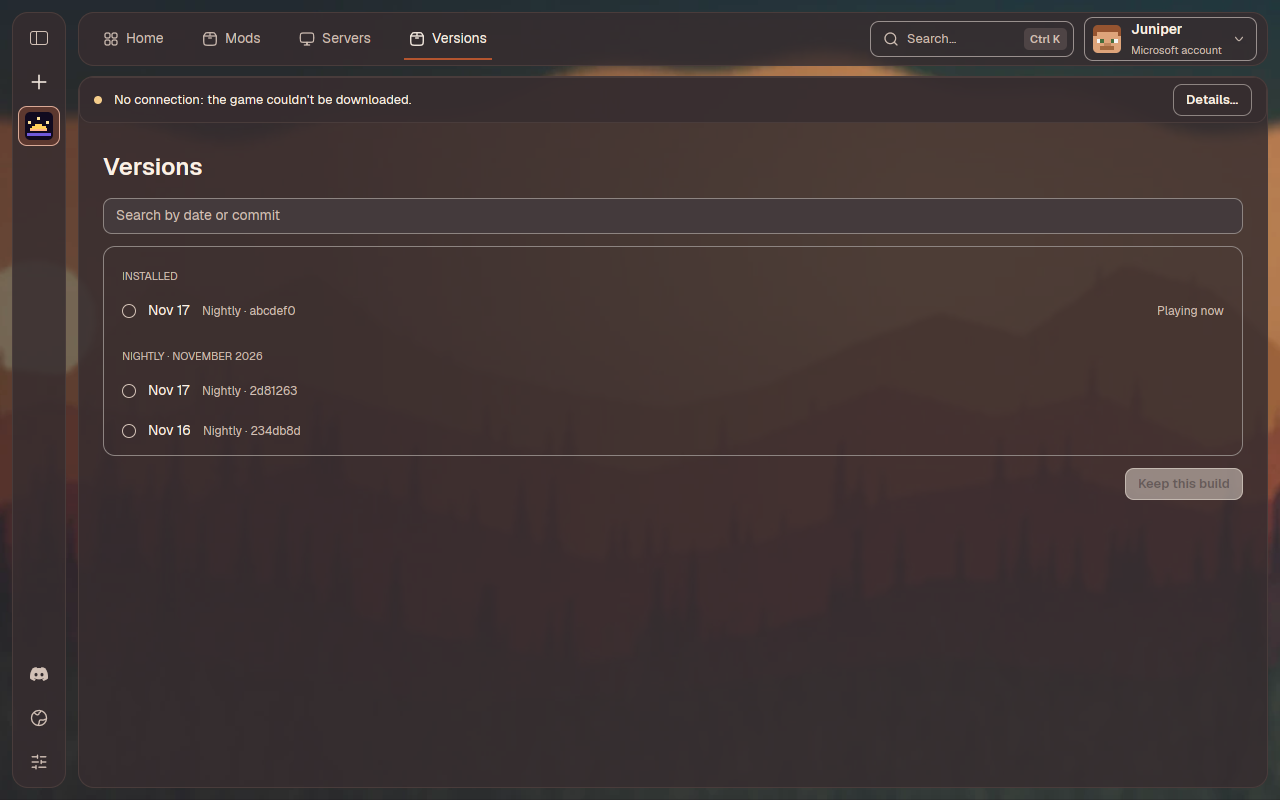 Home
Mods
Servers
Versions
Search...
Ctrl K
Juniper
Microsoft account
No connection: the game couldn't be downloaded.
Details...
Versions
Search by date or commit
INSTALLED
Nov 17 Nightly · abcdef0
Playing now
NIGHTLY · NOVEMBER 2026
Nov 17 Nightly · 2d81263
Nov 16 Nightly · 234db8d
Keep this build